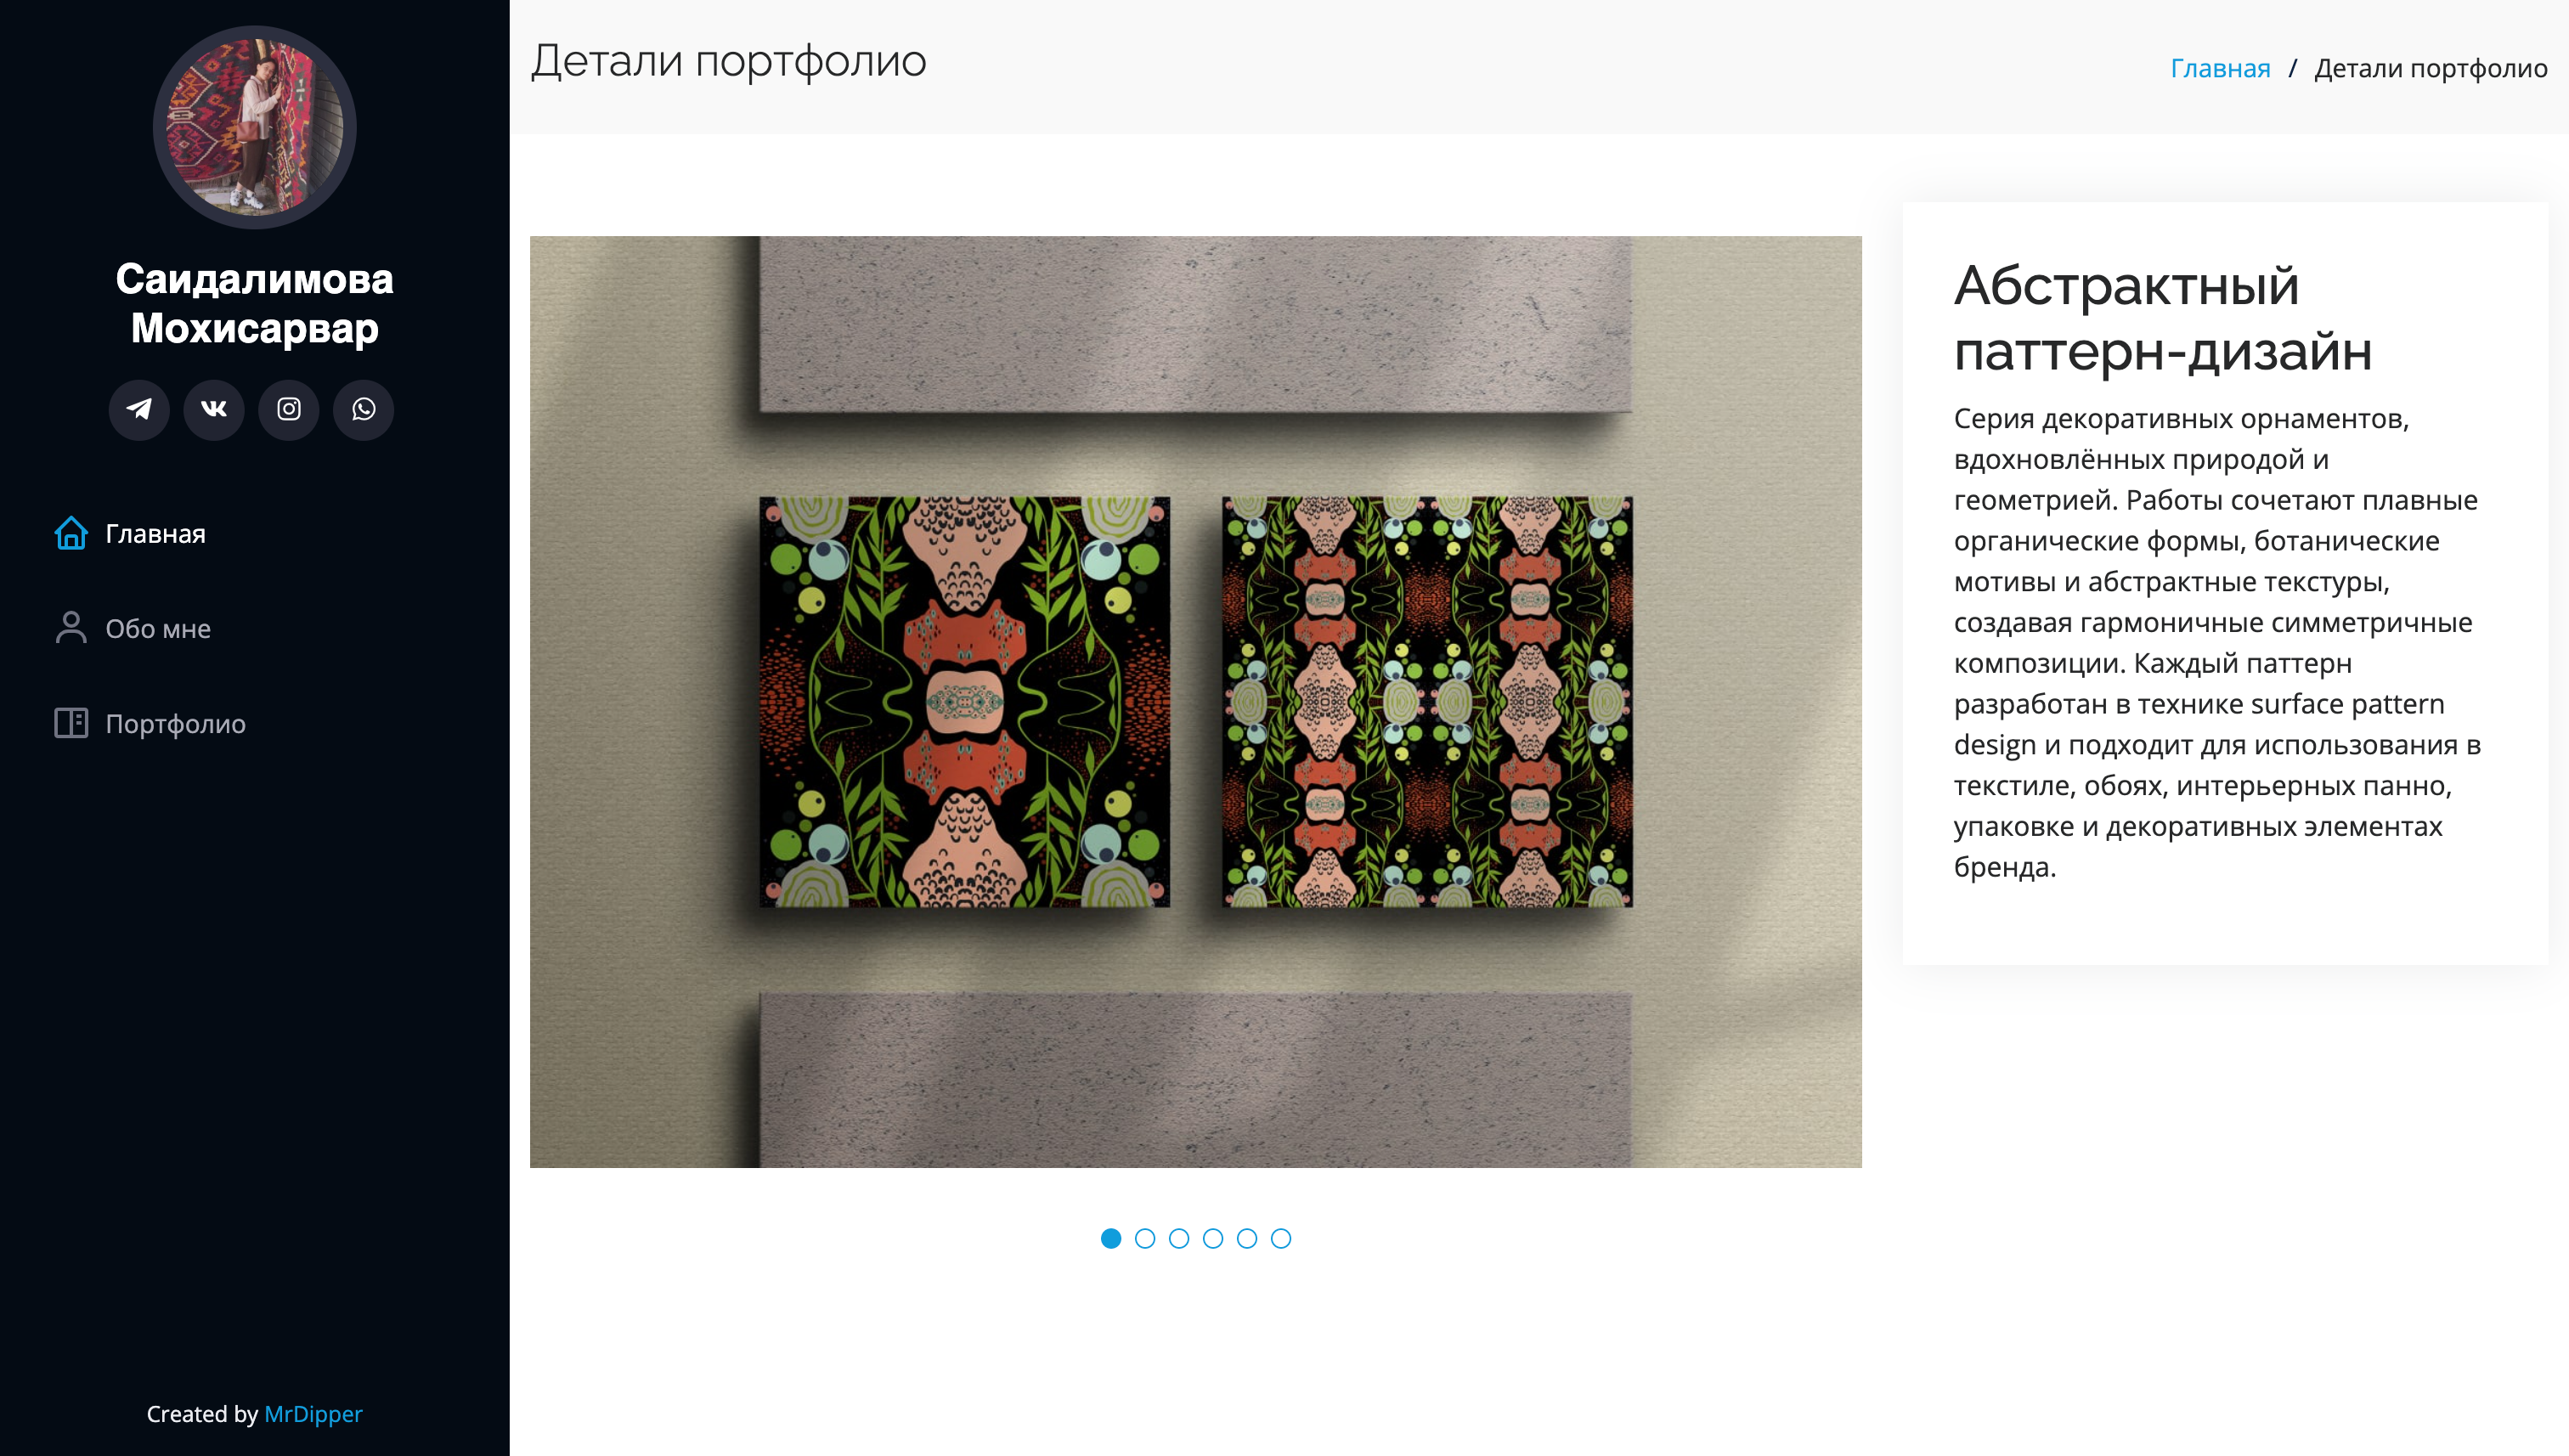 Саидалимова
Мохисарвар
Главная
Обо мне
Портфолио
Created by MrDipper
Детали портфолио
Главная / Детали портфолио
Абстрактный
паттерн-дизайн
Серия декоративных орнаментов,
вдохновлённых природой и
геометрией. Работы сочетают плавные
органические формы, ботанические
мотивы и абстрактные текстуры,
создавая гармоничные симметричные
композиции. Каждый паттерн
разработан в технике surface pattern
design и подходит для использования в
текстиле, обоях, интерьерных панно,
упаковке и декоративных элементах
бренда.